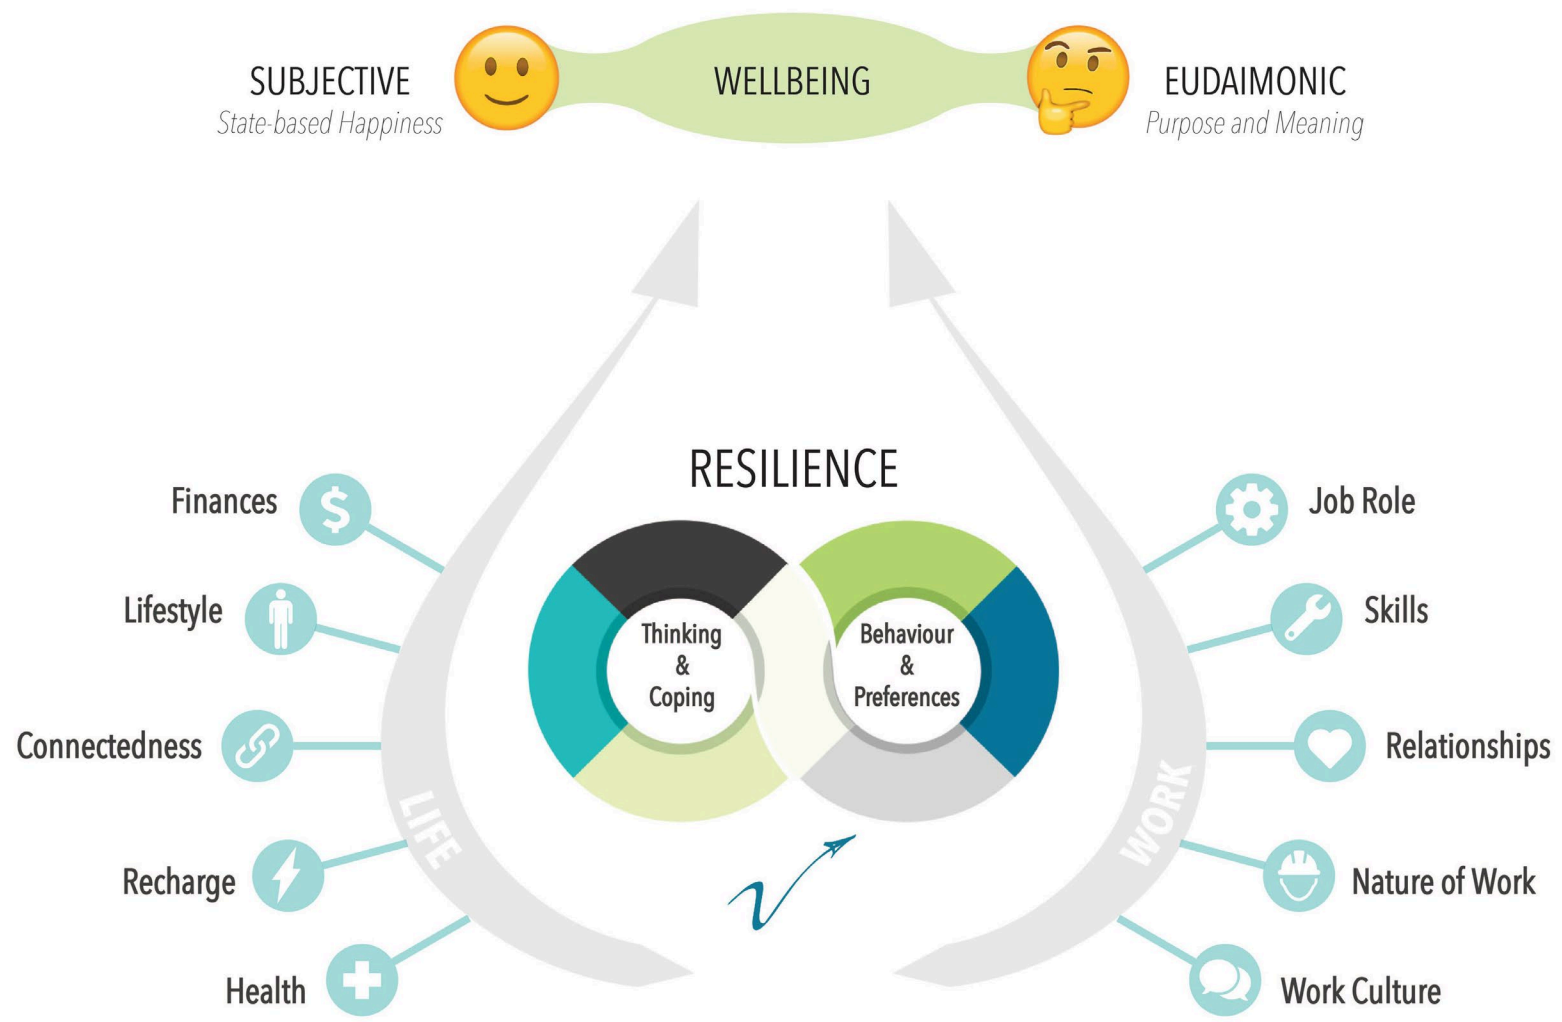 SUBJECTIVE
State-based Happiness
WELLBEING
EUDAIMONIC
Purpose and Meaning
RESILIENCE
Thinking
&
Coping
Behaviour
&
Preferences
LIFE
Finances
$
Lifestyle
Connectedness
Recharge
Health
WORK
Job Role
Skills
Relationships
Nature of Work
Work Culture